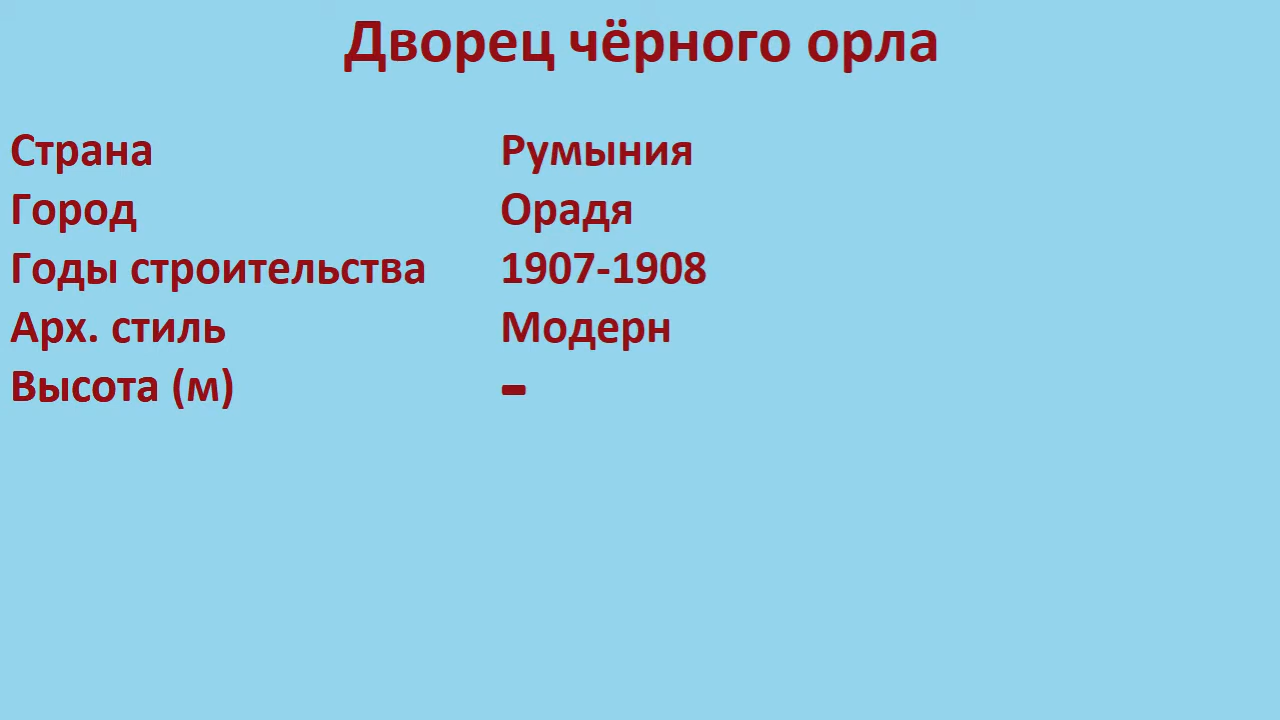 Дворец чёрного орла
Страна Румыния
Город Орадя
Годы строительства 1907-1908
Арх. стиль Модерн
Высота (м) -